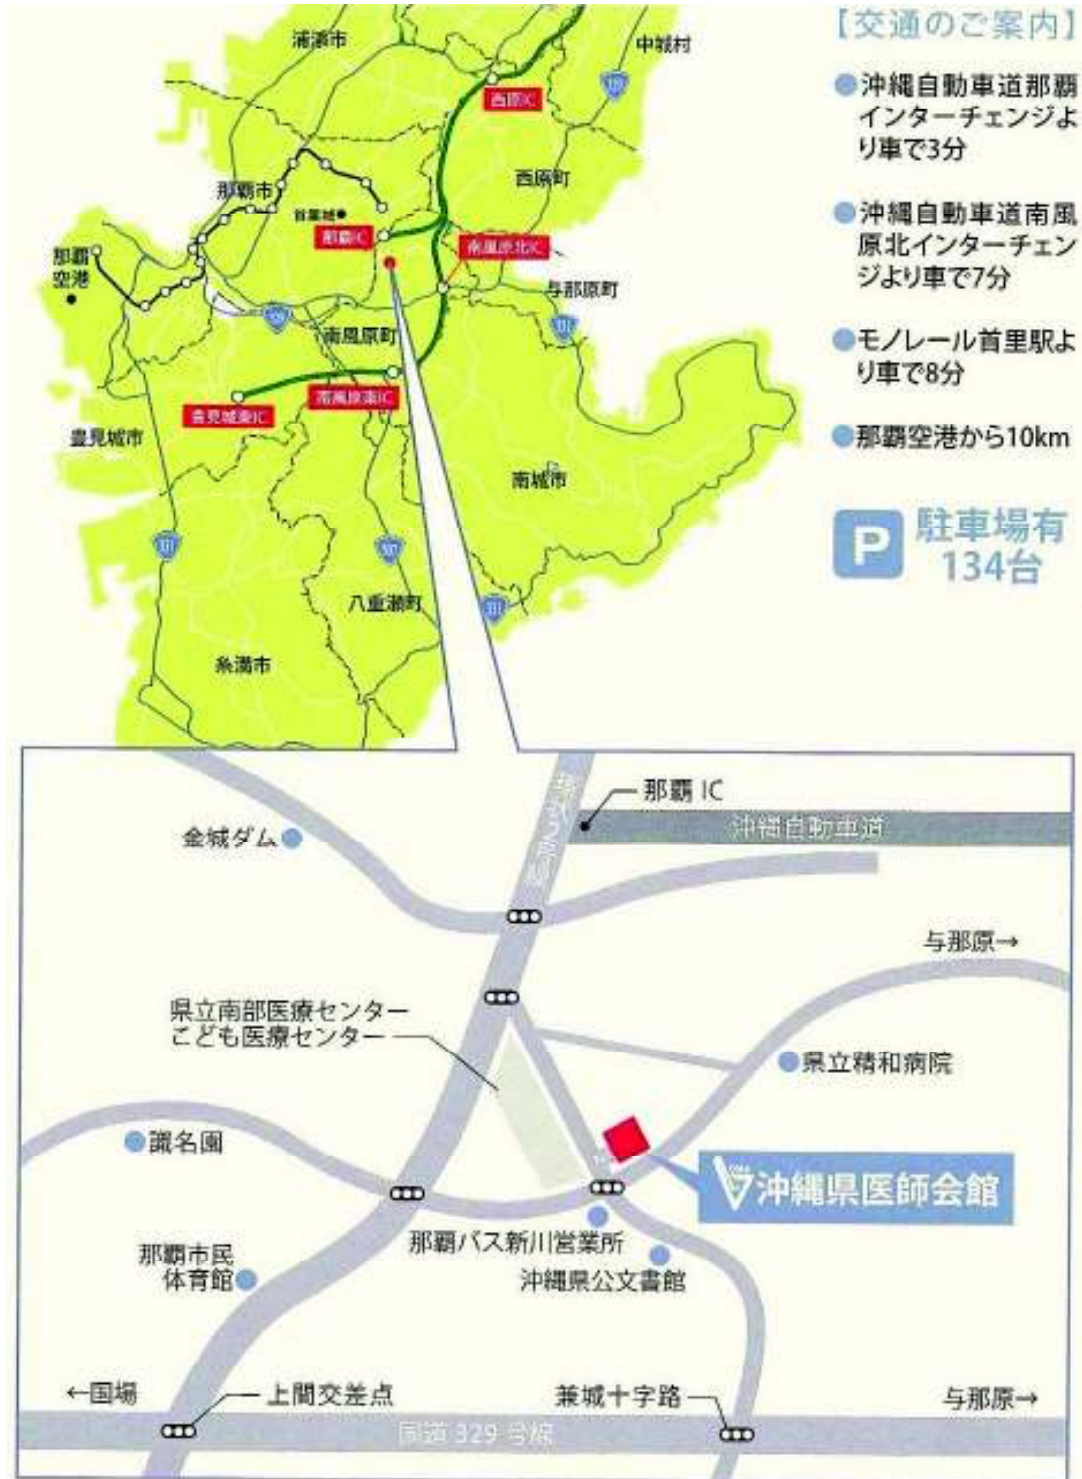 【交通のご案内】
沖縄自動車道那覇
インターチェンジよ
り車で3分
沖縄自動車道南風
原北インターチェン
ジより車で7分
モノレール首里駅よ
り車で8分
那覇空港から10km
P
駐車場有
134台
浦添市
中城村
西原IC
西原町
那覇市
首里城
那覇IC
南風原北IC
那覇
空港
与那原町
331
南風原町
南風原南IC
豊見城東IC
豊見城市
南城市
331
507
八重瀬町
331
糸満市
那覇 IC
沖縄自動車道
金城ダム
与那原→
県立南部医療センター
こども医療センター
県立精和病院
識名園
沖縄県医師会館
那覇バス新川営業所
那覇市民
体育館
沖縄県公文書館
←国場
上間交差点
兼城十字路
与那原→
国道 329 号線